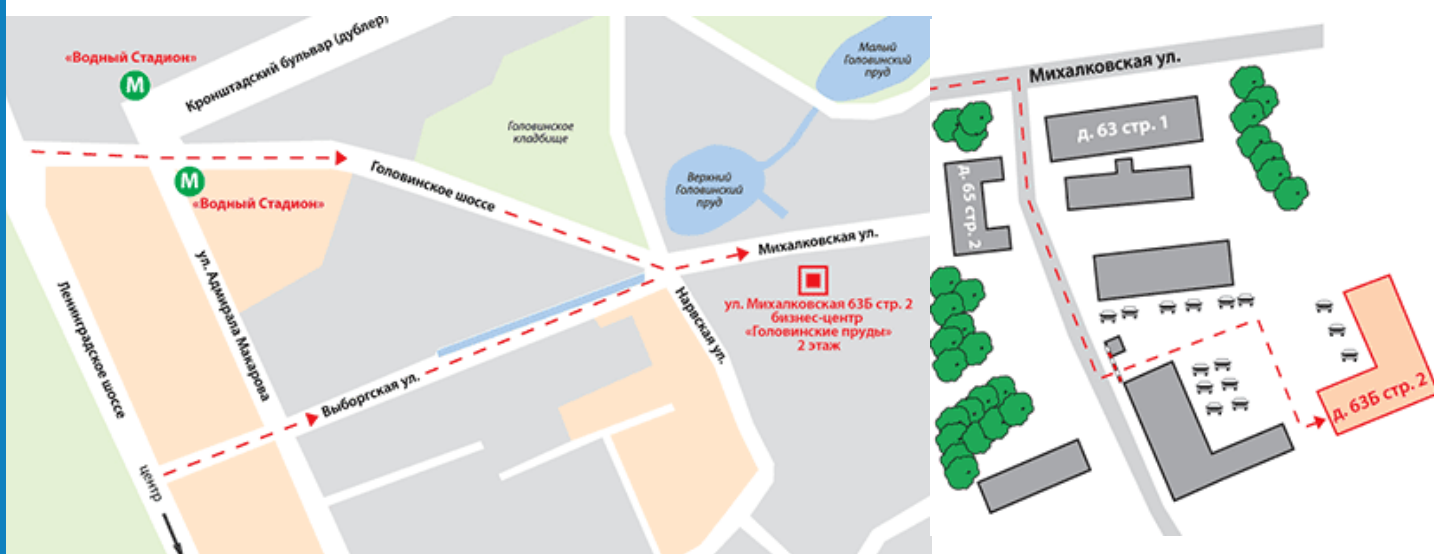 «Водный Стадион»
М
Кронштадский бульвар (дублер)
Малый
Головинский
пруд
Головинское
кладбище
Головинское шоссе
М
«Водный Стадион»
Верхний
Головинский
пруд
Михалковская ул.
ул. Михалковская 63Б стр. 2
бизнес-центр
«Головинские пруды»
2 этаж
ул. Адмирала Макарова
Ленинградское шоссе
Нарвская ул.
Выборгская ул.
центр
Михалковская ул.
д. 63 стр. 1
д. 65 стр. 2
д. 63Б стр. 2